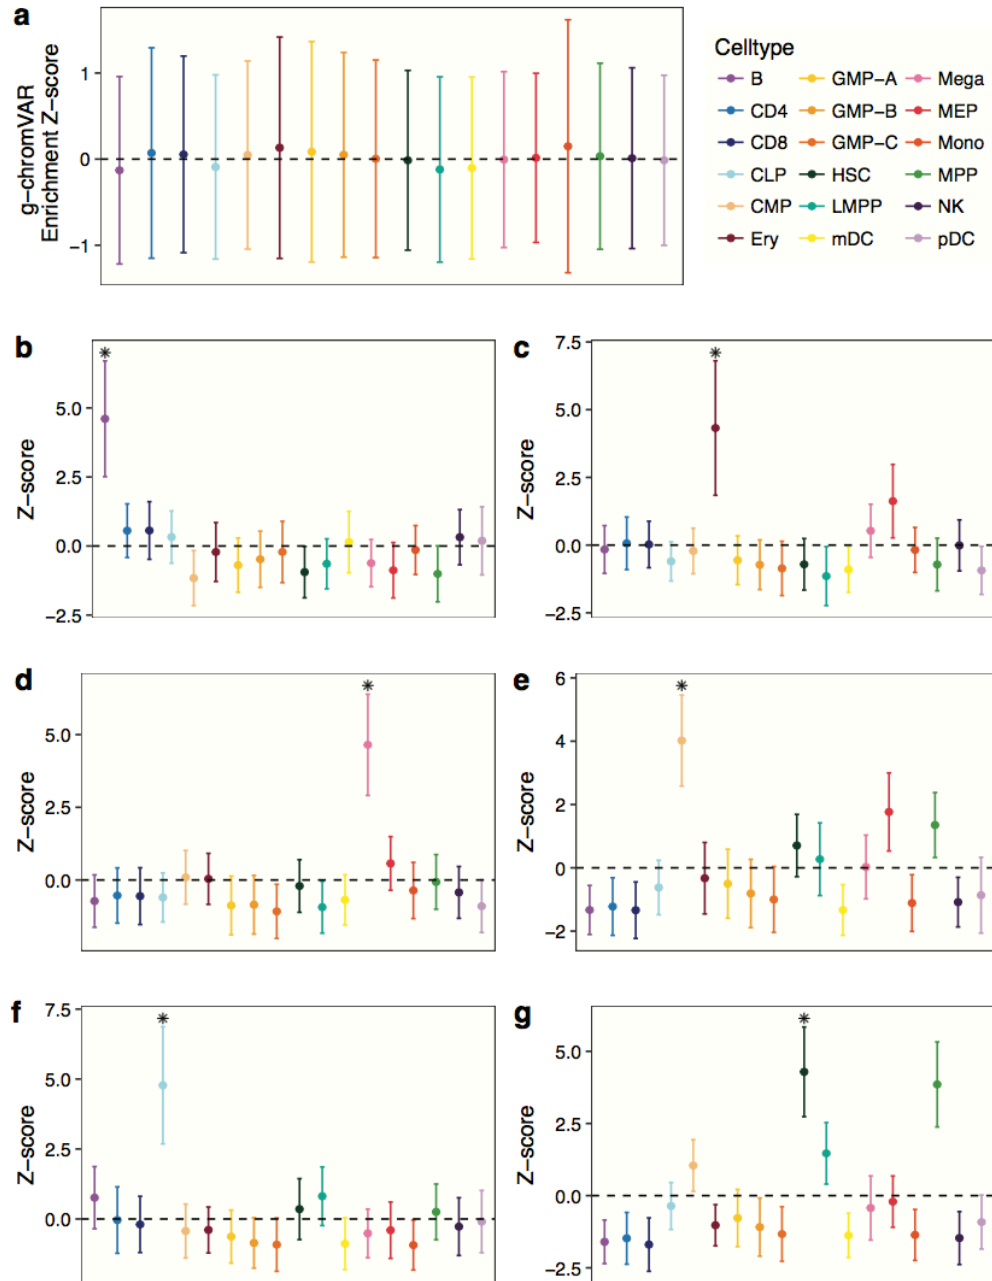 a
g−chromVAR
Enrichment Z−score
1
0
−1
Celltype
B GMP−A Mega
CD4 GMP−B MEP
CD8 GMP−C Mono
CLP HSC MPP
CMP LMPP NK
Ery mDC pDC
b
Z−score
*
5.0
2.5
0.0
−2.5
c
Z−score
*
7.5
5.0
2.5
0.0
−2.5
d
Z−score
*
5.0
2.5
0.0
e
Z−score
*
6
4
2
0
−2
f
Z−score
*
7.5
5.0
2.5
0.0
g
Z−score
*
5.0
2.5
0.0
−2.5